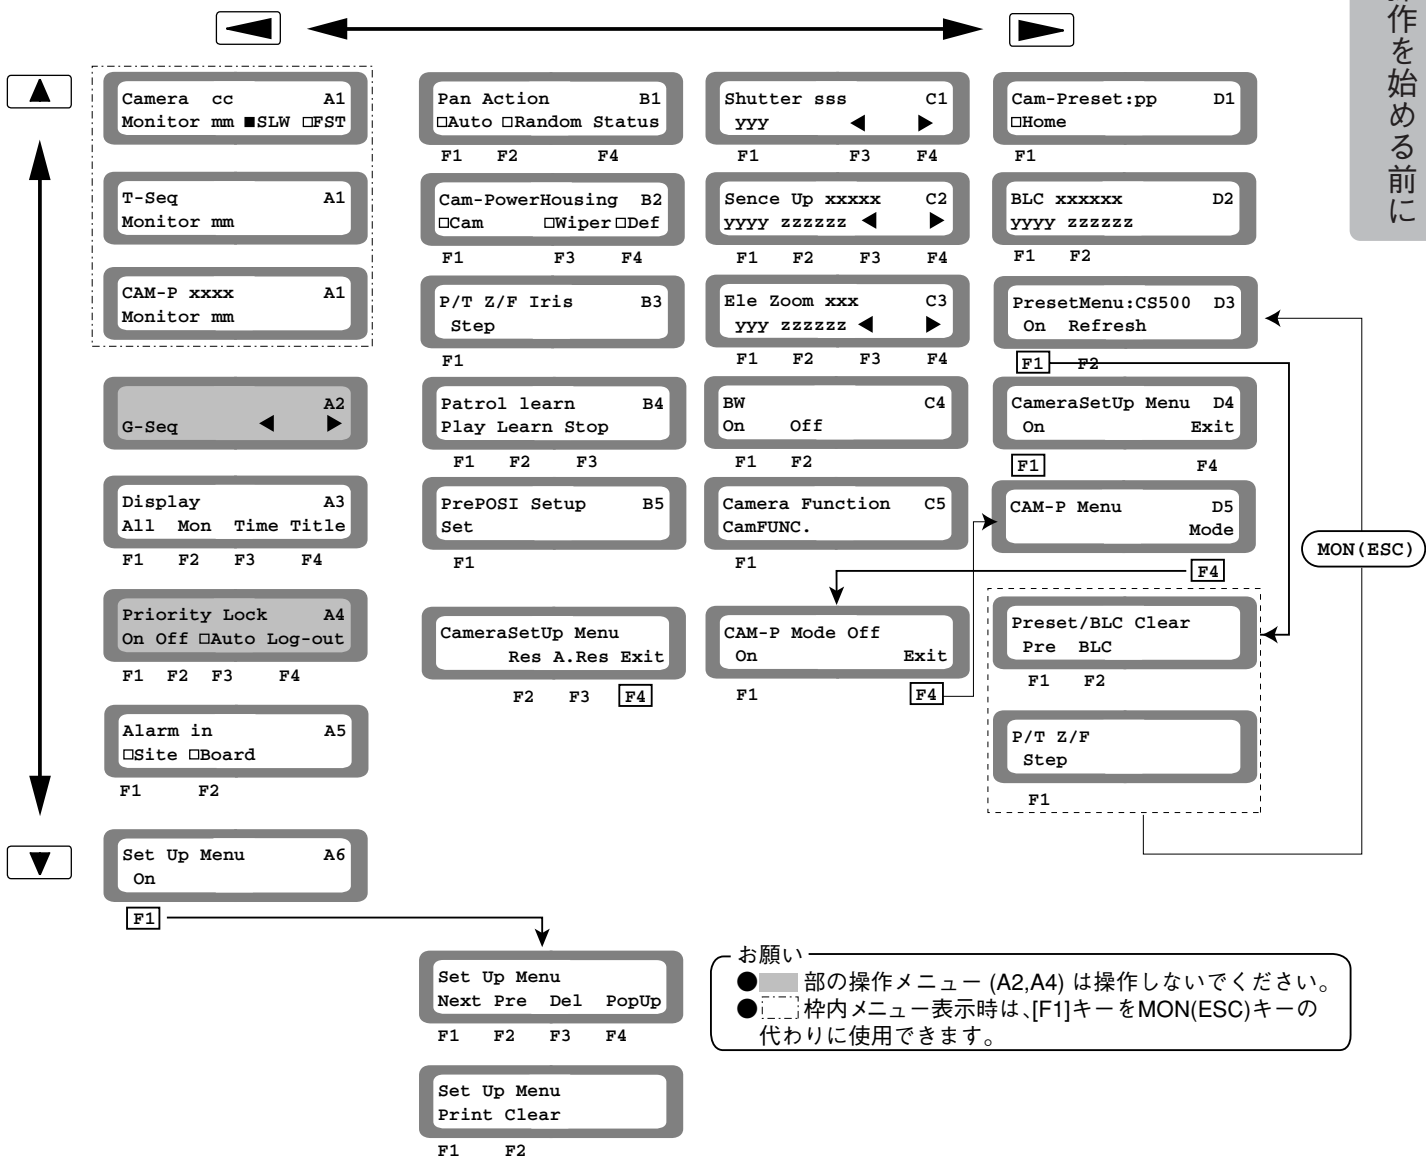 作を始める前に
Camera cc A1
Monitor mm ■SLW □FST
T-Seq A1
Monitor mm
CAM-P xxxx A1
Monitor mm
A2
G-Seq ◀ ▶
Display A3
All Mon Time Title
F1 F2 F3 F4
Priority Lock A4
On Off □Auto Log-out
F1 F2 F3 F4
Alarm in A5
□Site □Board
F1 F2
Set Up Menu A6
On
F1
Pan Action B1
□Auto □Random Status
F1 F2 F4
Cam-PowerHousing B2
□Cam □Wiper □Def
F1 F3 F4
P/T Z/F Iris B3
Step
F1
Patrol learn B4
Play Learn Stop
F1 F2 F3
PrePOSI Setup B5
Set
F1
CameraSetUp Menu
Res A.Res Exit
F2 F3 F4
Set Up Menu
Next Pre Del PopUp
F1 F2 F3 F4
Set Up Menu
Print Clear
F1 F2
Shutter sss C1
yyy ◀ ▶
F1 F3 F4
Sence Up xxxxx C2
yyyy zzzzzz ◀ ▶
F1 F2 F3 F4
Ele Zoom xxx C3
yyy zzzzzz ◀ ▶
F1 F2 F3 F4
BW C4
On Off
F1 F2
Camera Function C5
CamFUNC.
F1
CAM-P Mode Off
On Exit
F1 F4
Cam-Preset:pp D1
□Home
F1
BLC xxxxxx D2
yyyy zzzzzz
F1 F2
PresetMenu:CS500 D3
On Refresh
F1 F2
CameraSetUp Menu D4
On Exit
F1 F4
CAM-P Menu D5
Mode
F4
Preset/BLC Clear
Pre BLC
F1 F2
P/T Z/F
Step
F1
MON(ESC)
お願い
● 部の操作メニュー (A2,A4) は操作しないでください。
● 枠内メニュー表示時は、[F1]キーをMON(ESC)キーの
代わりに使用できます。